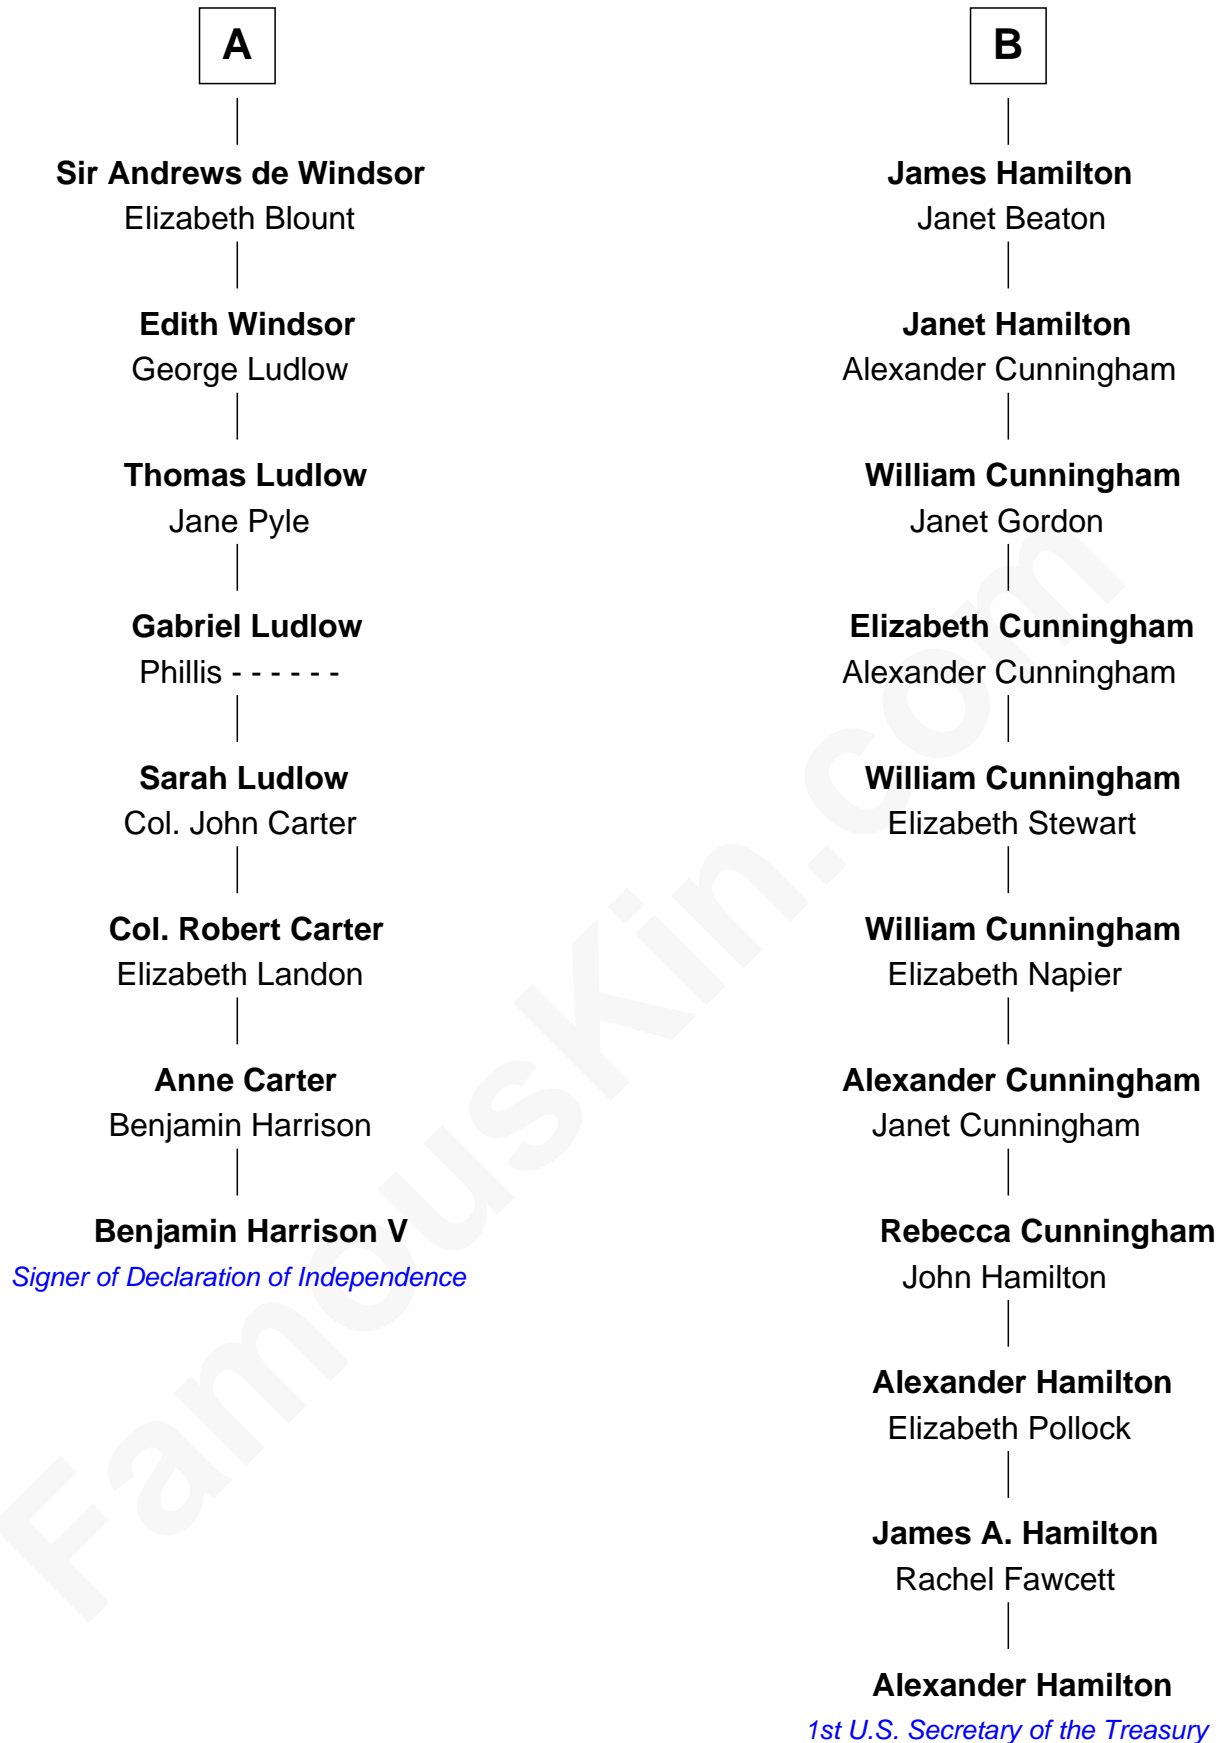 A
Sir Andrews de Windsor
Elizabeth Blount
Edith Windsor
George Ludlow
Thomas Ludlow
Jane Pyle
Gabriel Ludlow
Phillis - - - - - -
Sarah Ludlow
Col. John Carter
Col. Robert Carter
Elizabeth Landon
Anne Carter
Benjamin Harrison
Benjamin Harrison V
Signer of Declaration of Independence
B
James Hamilton
Janet Beaton
Janet Hamilton
Alexander Cunningham
William Cunningham
Janet Gordon
Elizabeth Cunningham
Alexander Cunningham
William Cunningham
Elizabeth Stewart
William Cunningham
Elizabeth Napier
Alexander Cunningham
Janet Cunningham
Rebecca Cunningham
John Hamilton
Alexander Hamilton
Elizabeth Pollock
James A. Hamilton
Rachel Fawcett
Alexander Hamilton
1st U.S. Secretary of the Treasury
FamousKin.com